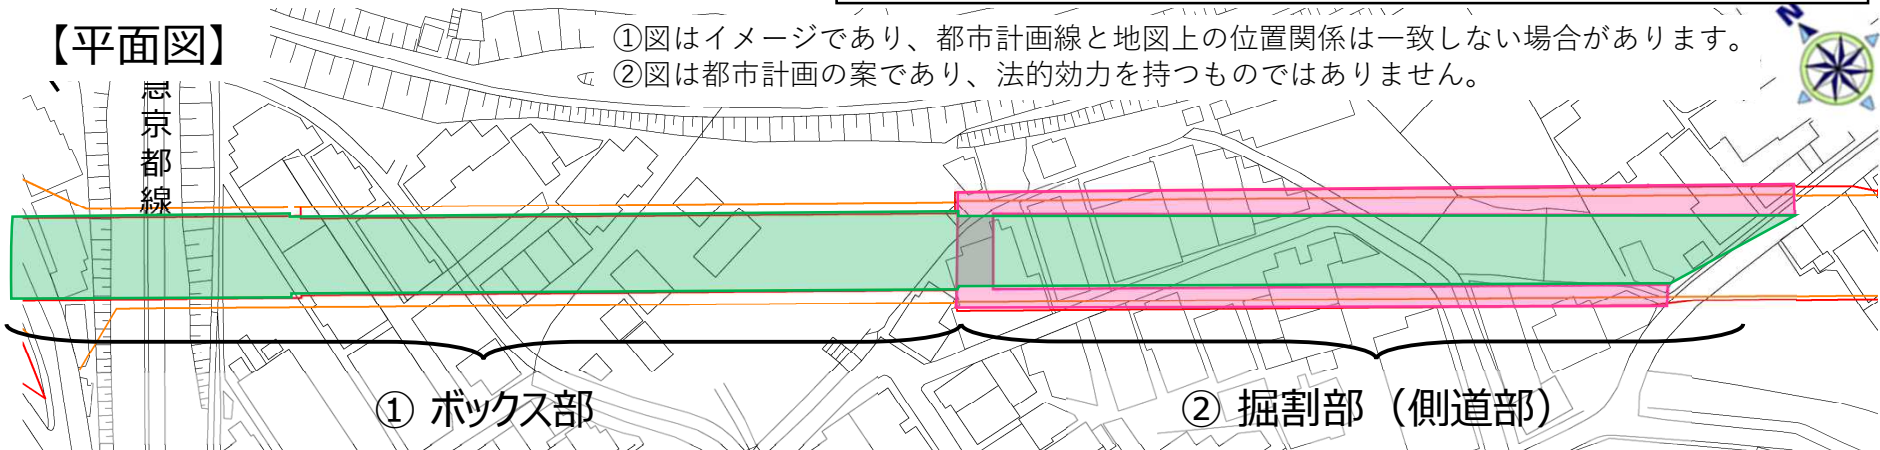 【平面図】
①図はイメージであり、都市計画線と地図上の位置関係は一致しない場合があります。
②図は都市計画の案であり、法的効力を持つものではありません。
N
急京都線
① ボックス部
② 掘割部（側道部）